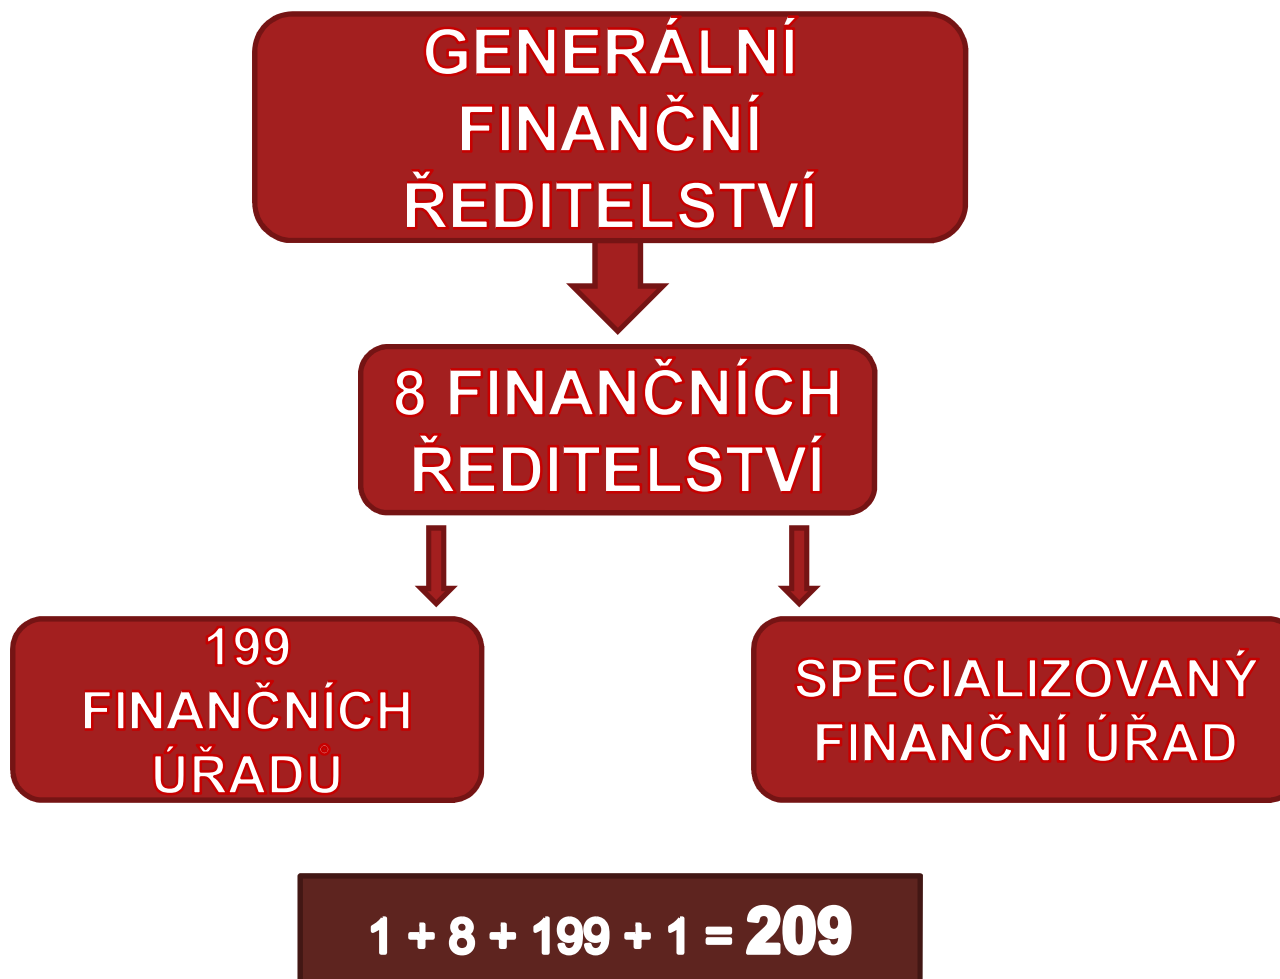 GENERÁLNÍ
FINANČNÍ
ŘEDITELSTVÍ
8 FINANČNÍCH
ŘEDITELSTVÍ
199
FINANČNÍCH
ÚŘADŮ
SPECIALIZOVANÝ
FINANČNÍ ÚŘAD
1 + 8 + 199 + 1 = 209